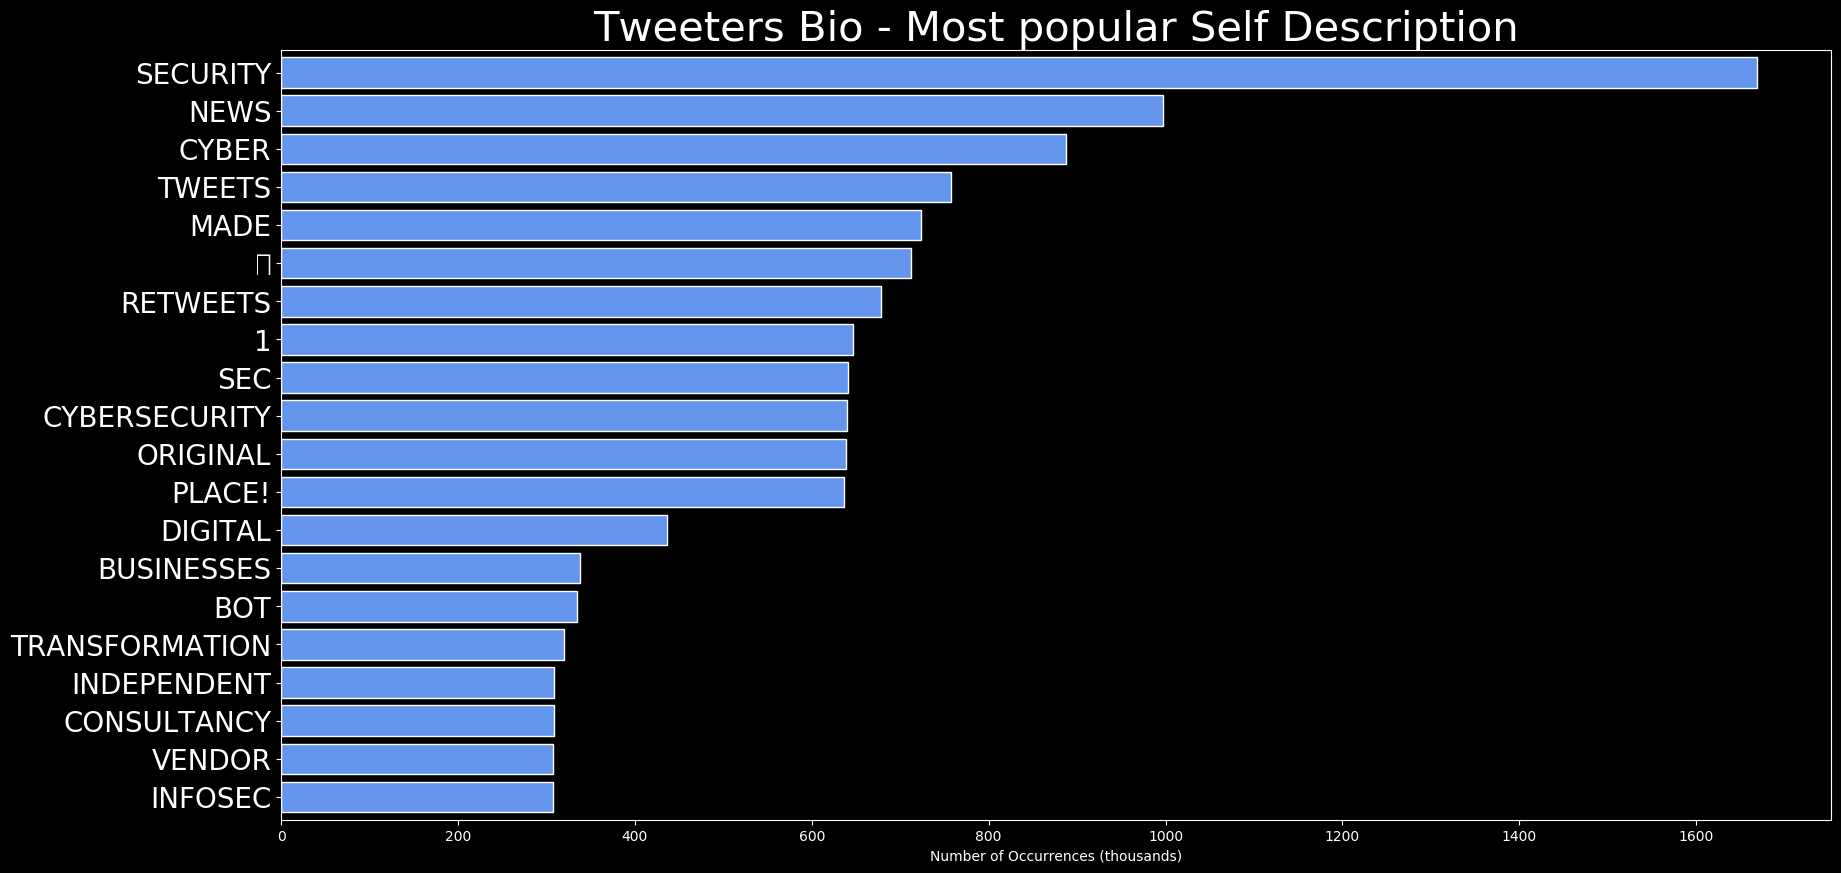 Tweeters Bio - Most popular Self Description
SECURITY
NEWS
CYBER
TWEETS
MADE
RETWEETS
1
SEC
CYBERSECURITY
ORIGINAL
PLACE!
DIGITAL
BUSINESSES
BOT
TRANSFORMATION
INDEPENDENT
CONSULTANCY
VENDOR
INFOSEC
0 200 400 600 800 1000 1200 1400 1600
Number of Occurrences (thousands)